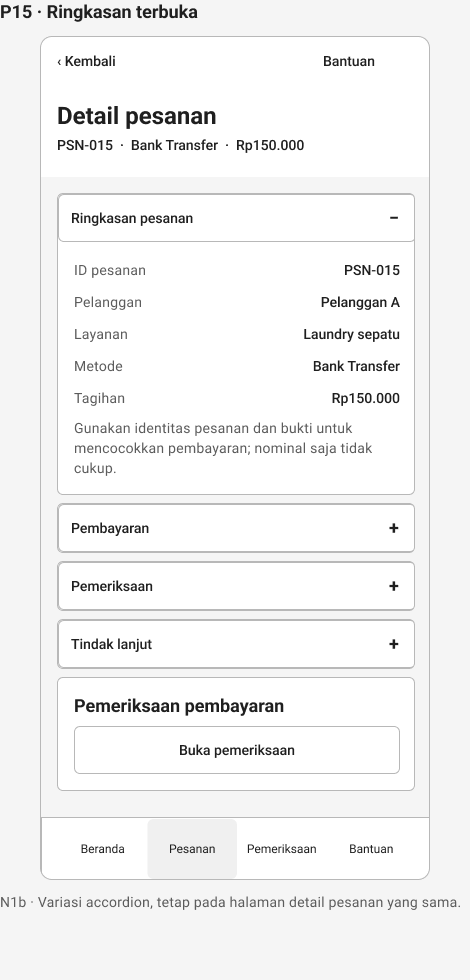 P15 · Ringkasan terbuka
‹ Kembali
Bantuan
Detail pesanan
PSN-015 · Bank Transfer · Rp150.000
Ringkasan pesanan −
ID pesanan PSN-015
Pelanggan Pelanggan A
Layanan Laundry sepatu
Metode Bank Transfer
Tagihan Rp150.000
Gunakan identitas pesanan dan bukti untuk
mencocokkan pembayaran; nominal saja tidak
cukup.
Pembayaran +
Pemeriksaan +
Tindak lanjut +
Pemeriksaan pembayaran
Buka pemeriksaan
Beranda Pesanan Pemeriksaan Bantuan
N1b · Variasi accordion, tetap pada halaman detail pesanan yang sama.